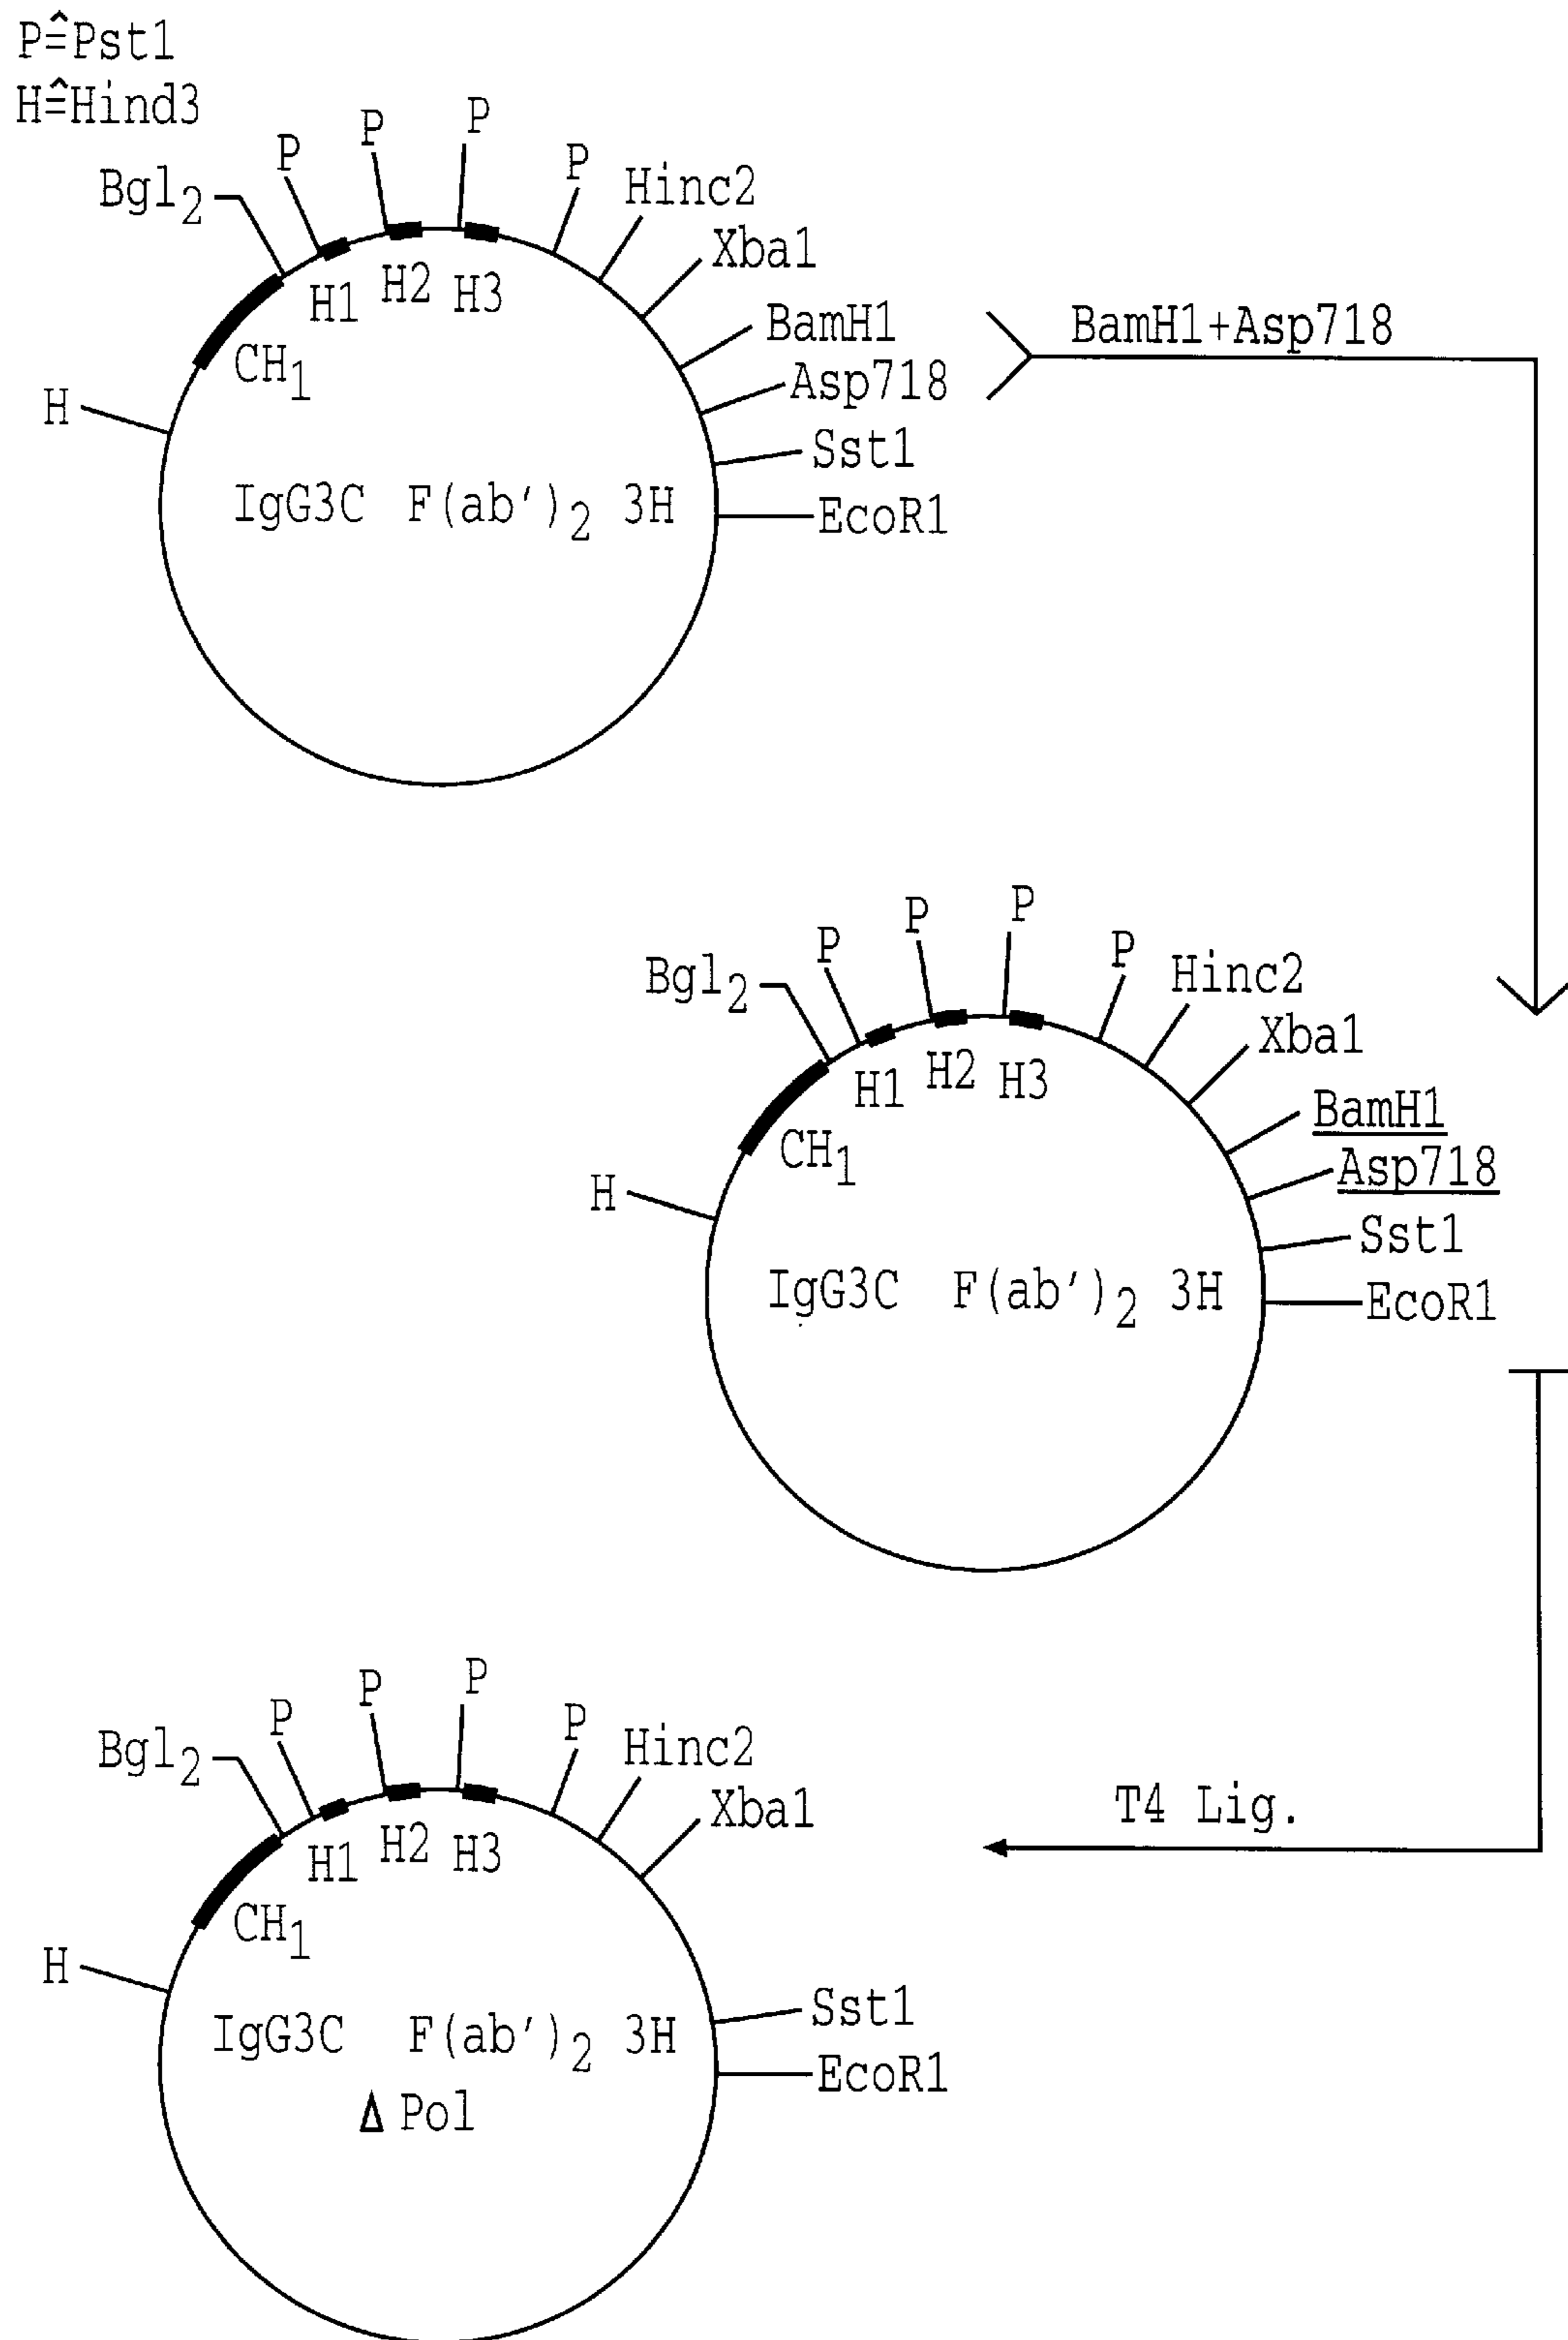 P≙Pst1
H≙Hind3
P
P
P
P
Bgl2
Hinc2
Xba1
BamH1
Asp718
Sst1
EcoR1
H1
H2
H3
CH1
H
IgG3C F(ab')2 3H
BamH1+Asp718
P
P
P
P
Bgl2
Hinc2
Xba1
BamH1
Asp718
Sst1
EcoR1
H1
H2
H3
CH1
H
IgG3C F(ab')2 3H
T4 Lig.
P
P
P
P
Bgl2
Hinc2
Xba1
Sst1
EcoR1
H1
H2
H3
CH1
H
IgG3C F(ab')2 3H
Δ Pol